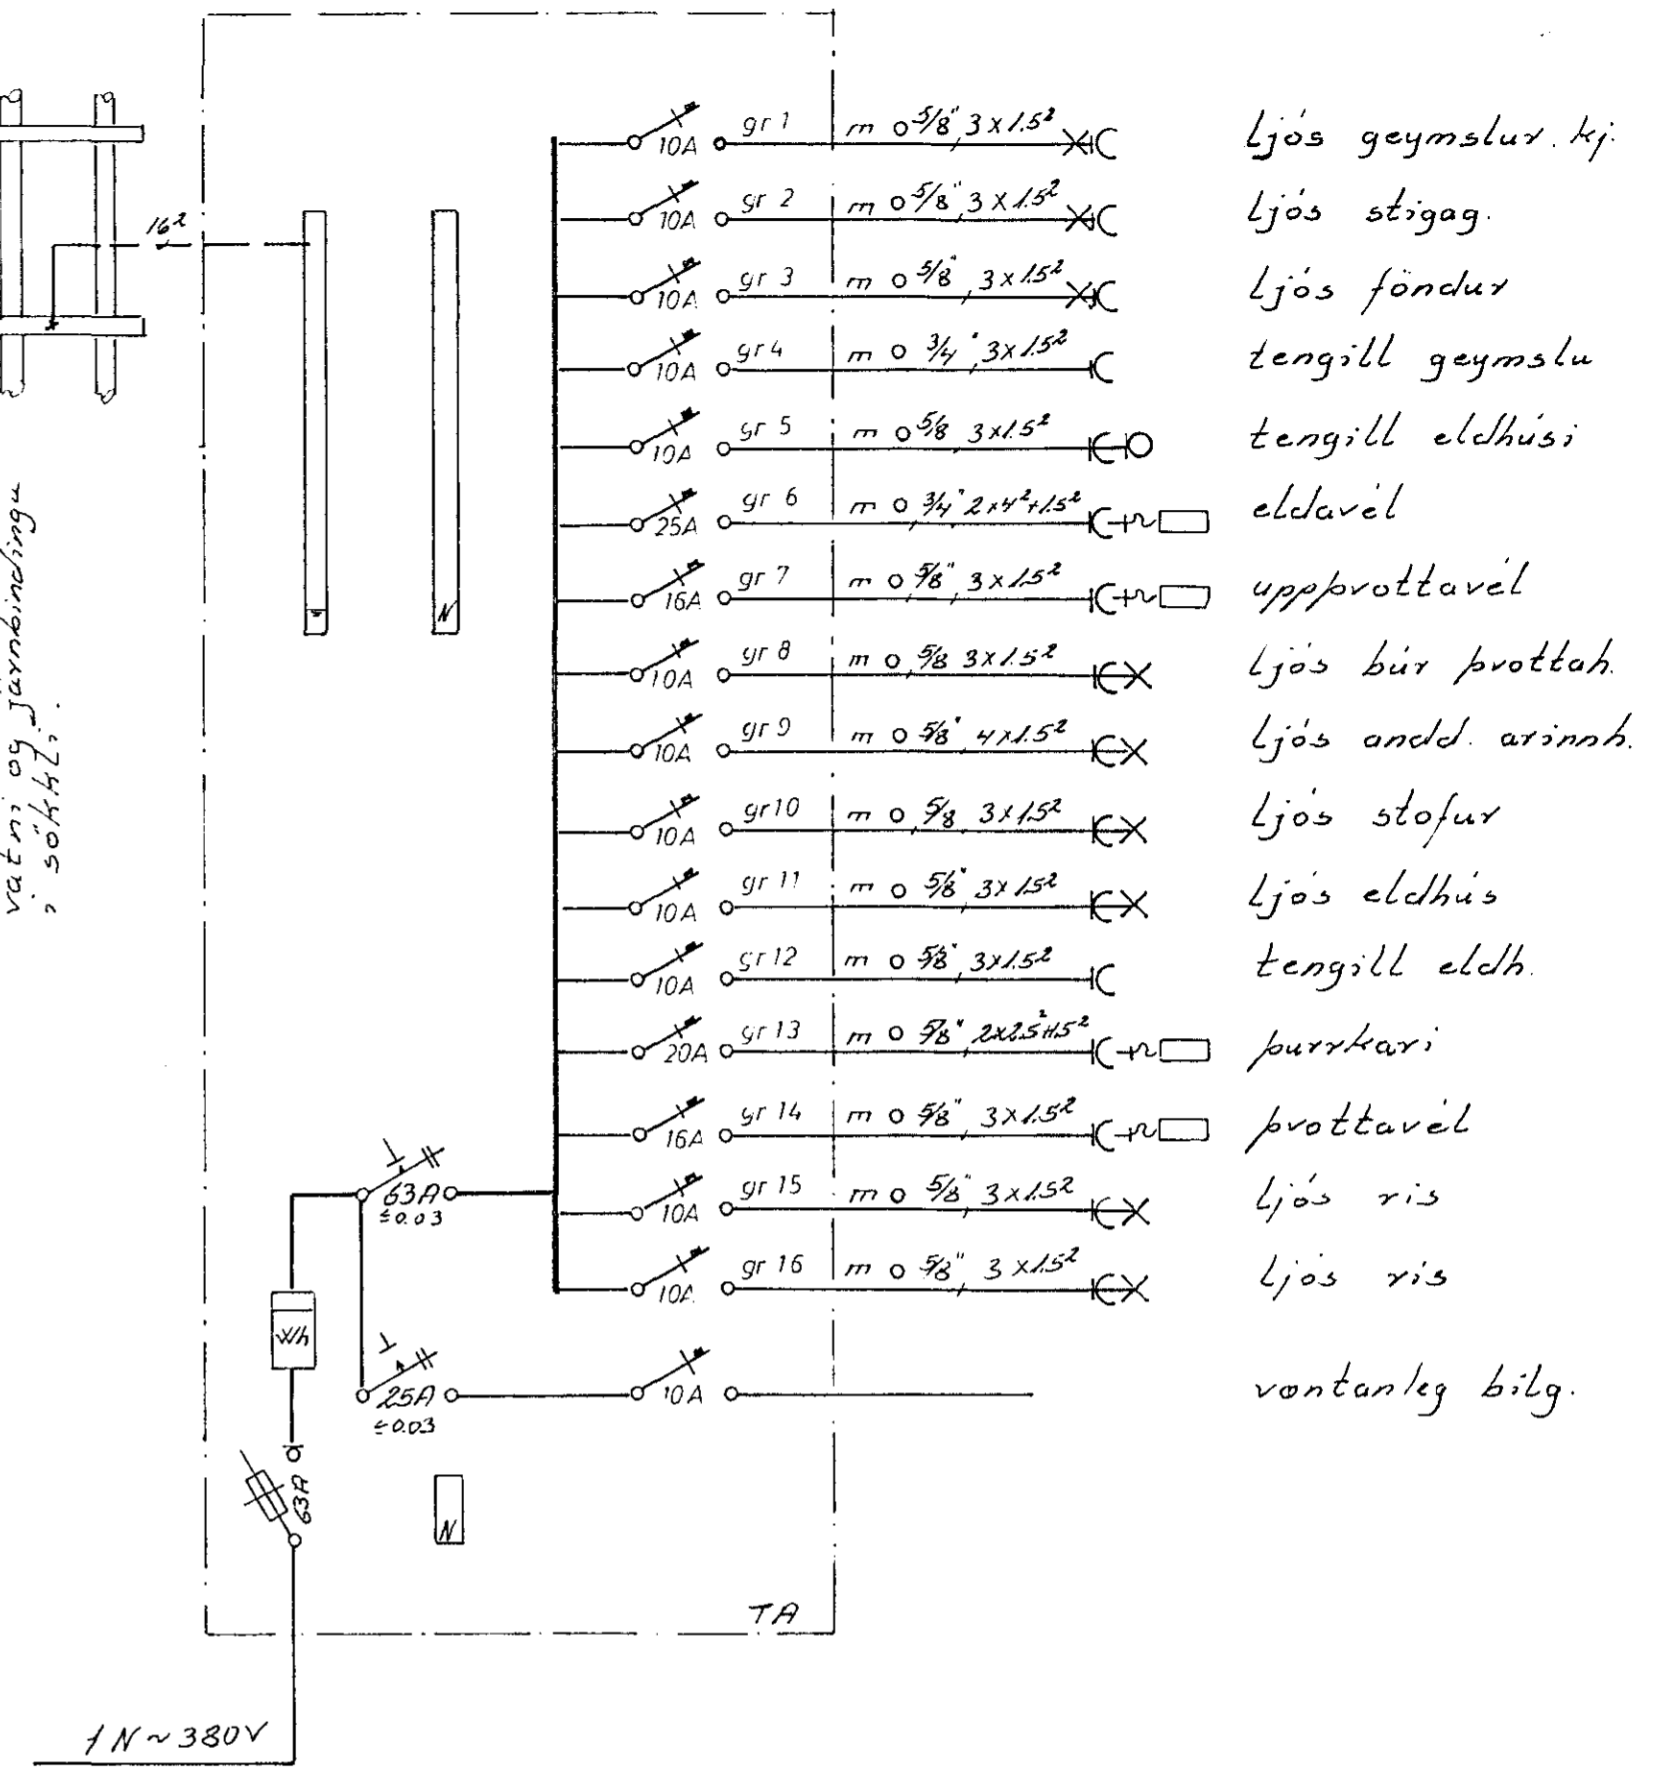 10A gr 1 m o 5/8" 3x1.5² ljós geymslur. kj.
16²
10A gr 2 m o 5/8" 3x1.5² ljós stigag.
10A gr 3 m o 5/8" 3x1.5² ljós föndur
10A gr 4 m o 3/4" 3x1.5² tengill geymslu
10A gr 5 m o 5/8 3x1.5² tengill eldhúsi
25A gr 6 m o 3/4" 2x4²+1.5² eldavél
16A gr 7 m o 5/8" 3x1.5² uppþvottavél
N
10A gr 8 m o 5/8 3x1.5² ljós búr þvottah.
10A gr 9 m o 5/8" 4x1.5² ljós andd. arinnh.
vatni og járnbindingu
í sökkli.
10A gr 10 m o 5/8 3x1.5² ljós stofur
10A gr 11 m o 5/8" 3x1.5² ljós eldhús
10A gr 12 m o 5/8" 3x1.5² tengill eldh.
20A gr 13 m o 5/8" 2x2.5²+1.5² þurrkari
16A gr 14 m o 5/8" 3x1.5² þvottavél
63A
≤0.03
10A gr 15 m o 5/8" 3x1.5² ljós ris
10A gr 16 m o 5/8" 3x1.5² ljós ris
Wh
25A 10A væntanleg bílg.
≤0.03
63A
N
TA
1N~380V